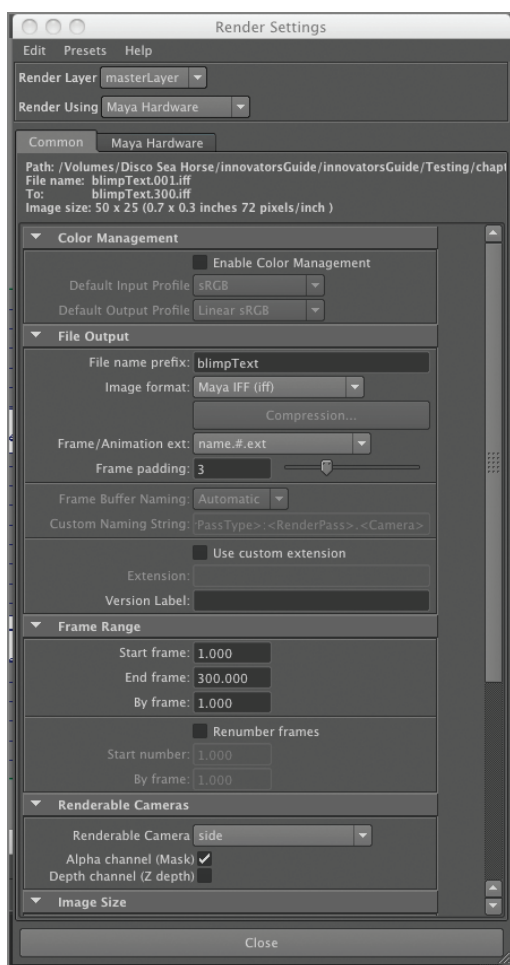 Render Settings
Edit Presets Help
Render Layer masterLayer
Render Using Maya Hardware
Common Maya Hardware
Path: /Volumes/Disco Sea Horse/innovatorsGuide/innovatorsGuide/Testing/chapt
File name: blimpText.001.iff
To: blimpText.300.iff
Image size: 50 x 25 (0.7 x 0.3 inches 72 pixels/inch )
Color Management
Enable Color Management
Default Input Profile sRGB
Default Output Profile Linear sRGB
File Output
File name prefix: blimpText
Image format: Maya IFF (iff)
Compression...
Frame/Animation ext: name.#.ext
Frame padding: 3
Frame Buffer Naming: Automatic
Custom Naming String: PassType>:<RenderPass>.<Camera>
Use custom extension
Extension:
Version Label:
Frame Range
Start frame: 1.000
End frame: 300.000
By frame: 1.000
Renumber frames
Start number: 1.000
By frame: 1.000
Renderable Cameras
Renderable Camera side
Alpha channel (Mask)
Depth channel (Z depth)
Image Size
Close